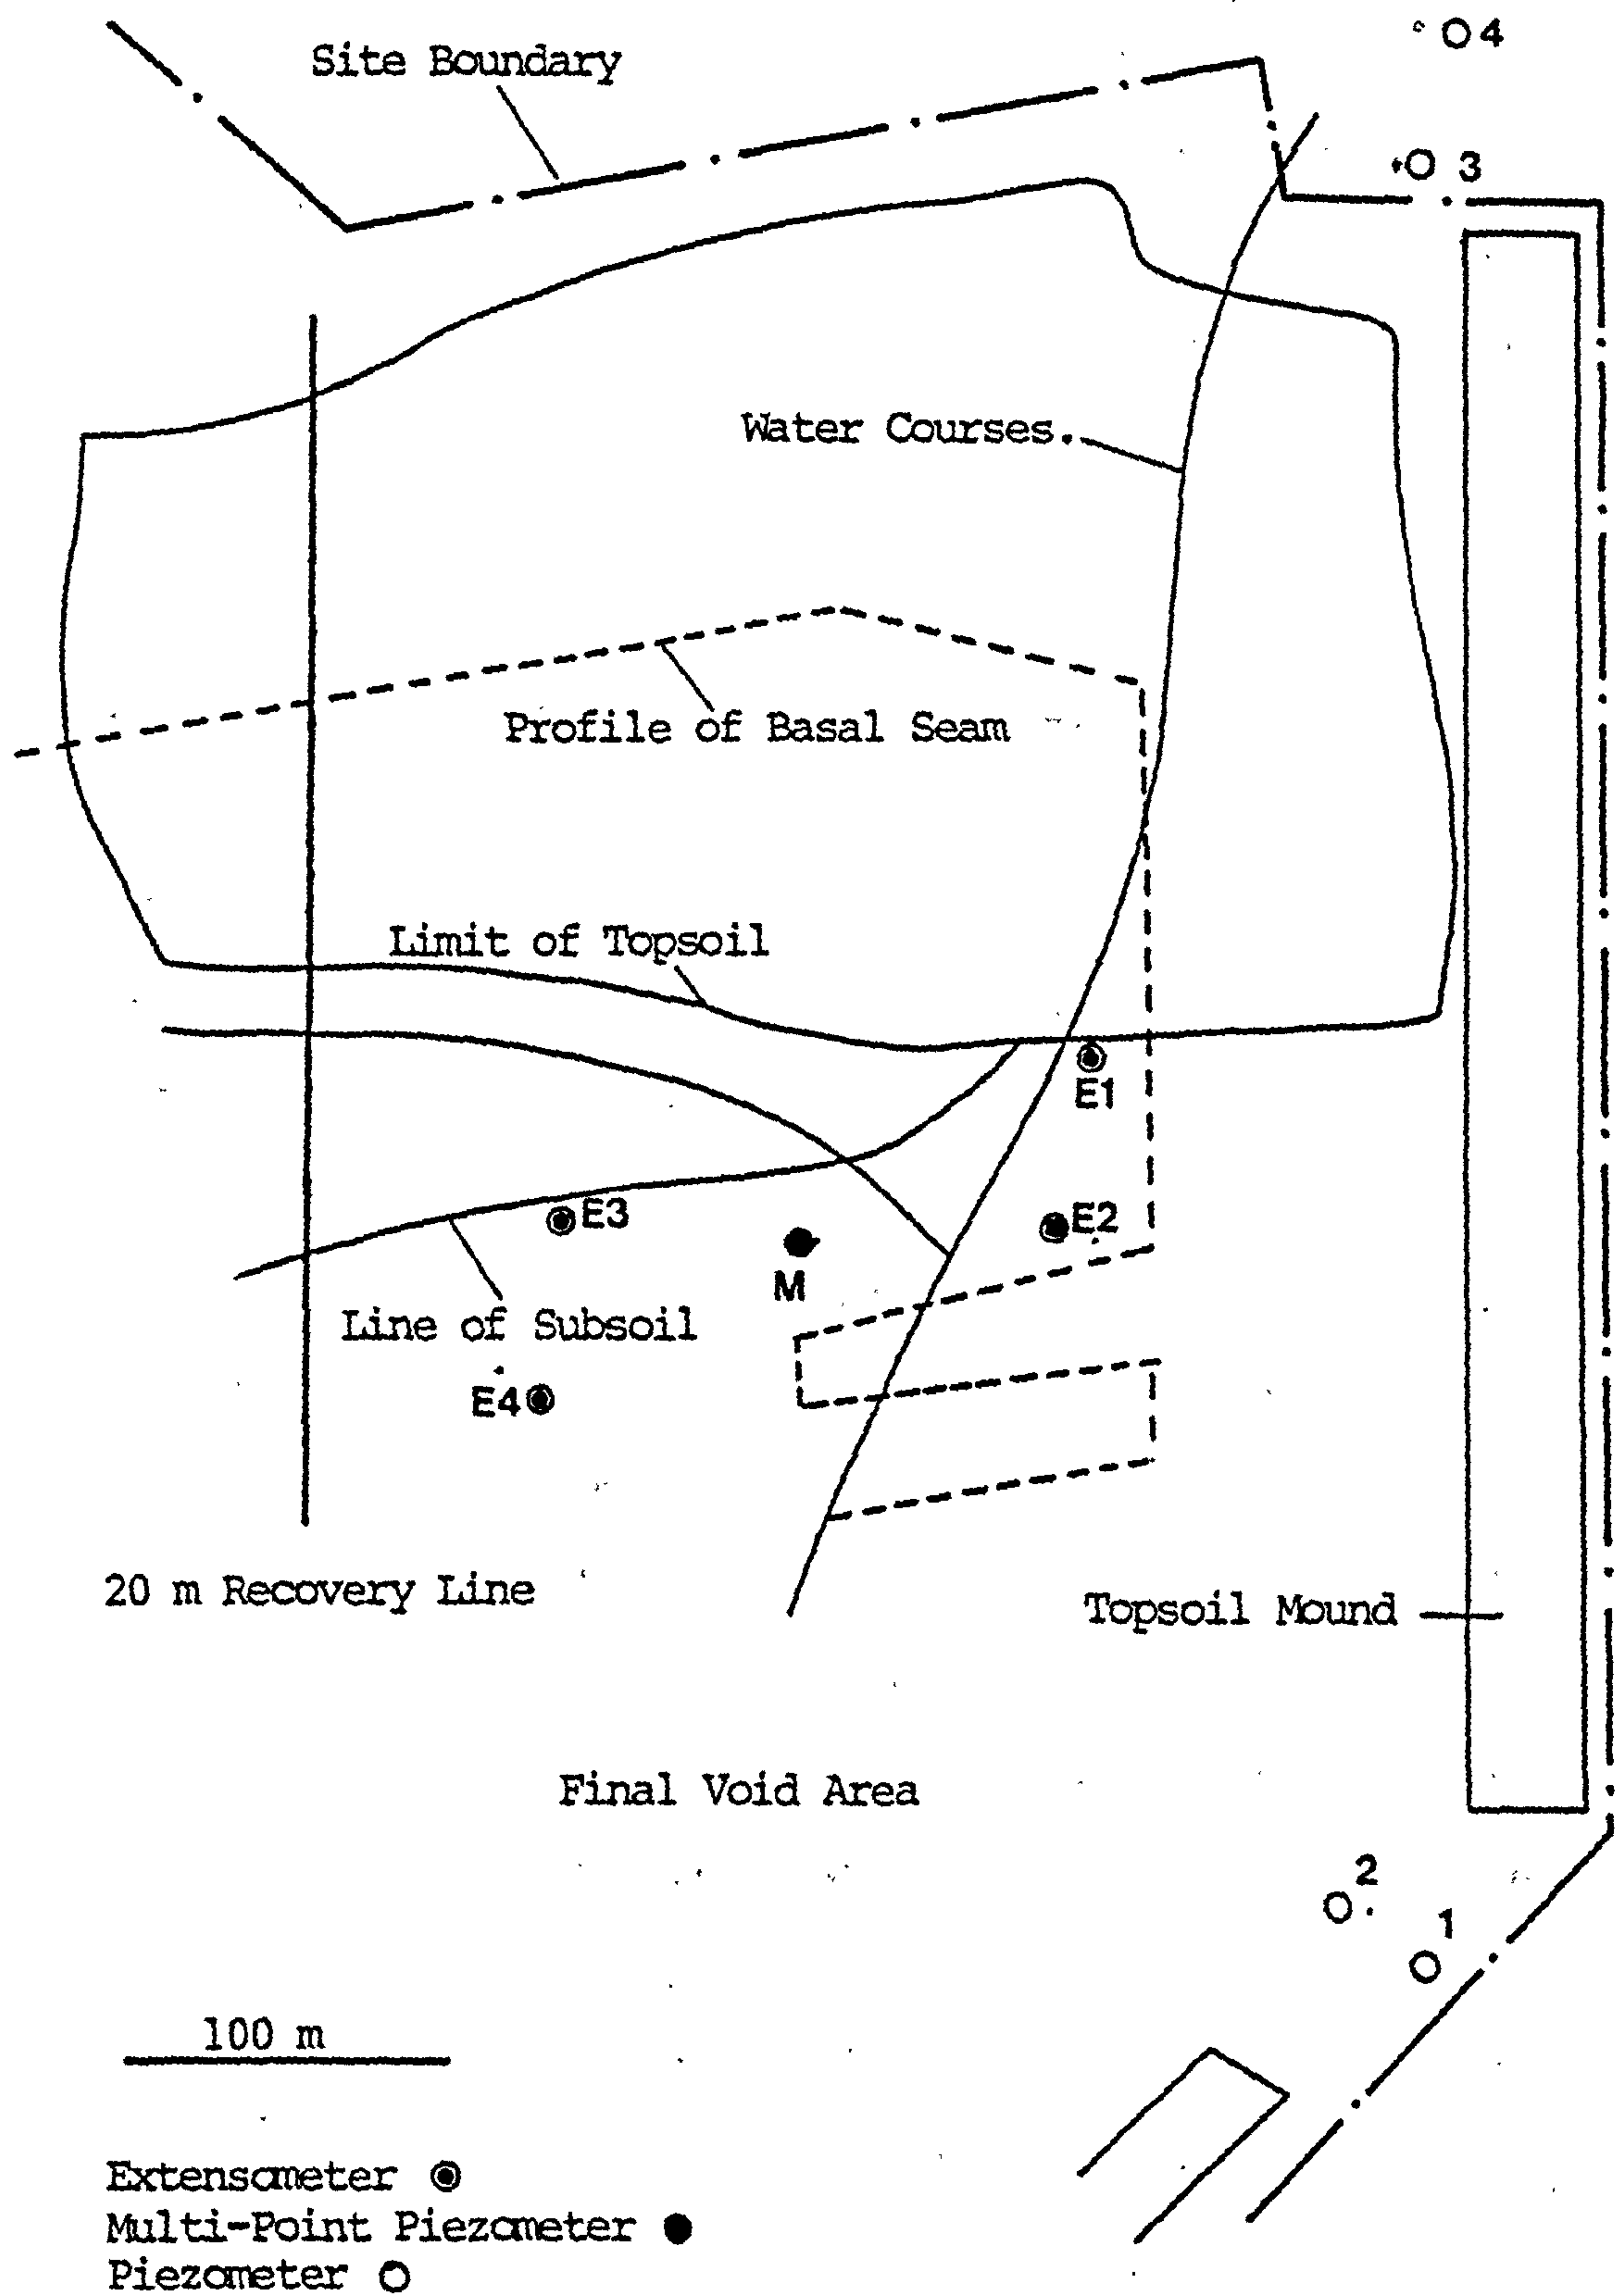 4
Site Boundary
3
Water Courses.
Profile of Basal Seam
Limit of Topsoil
E1
E3
E2
M
Line of Subsoil
E4
20 m Recovery Line
Topsoil Mound
Final Void Area
2
1
100 m
Extensometer
Multi-Point Piezometer
Piezometer